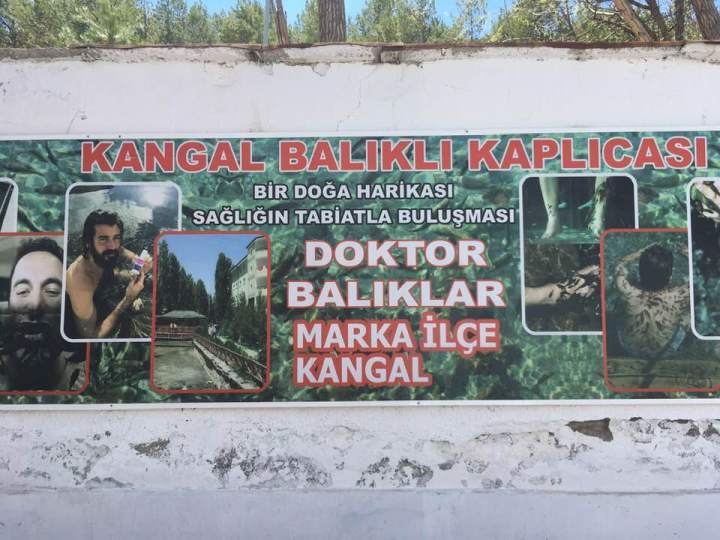 KANGAL BALIKLI KAPLICASI
BİR DOĞA HARİKASI
SAĞLIĞIN TABİATLA BULUŞMASI
DOKTOR
BALIKLAR
MARKA İLÇE
KANGAL